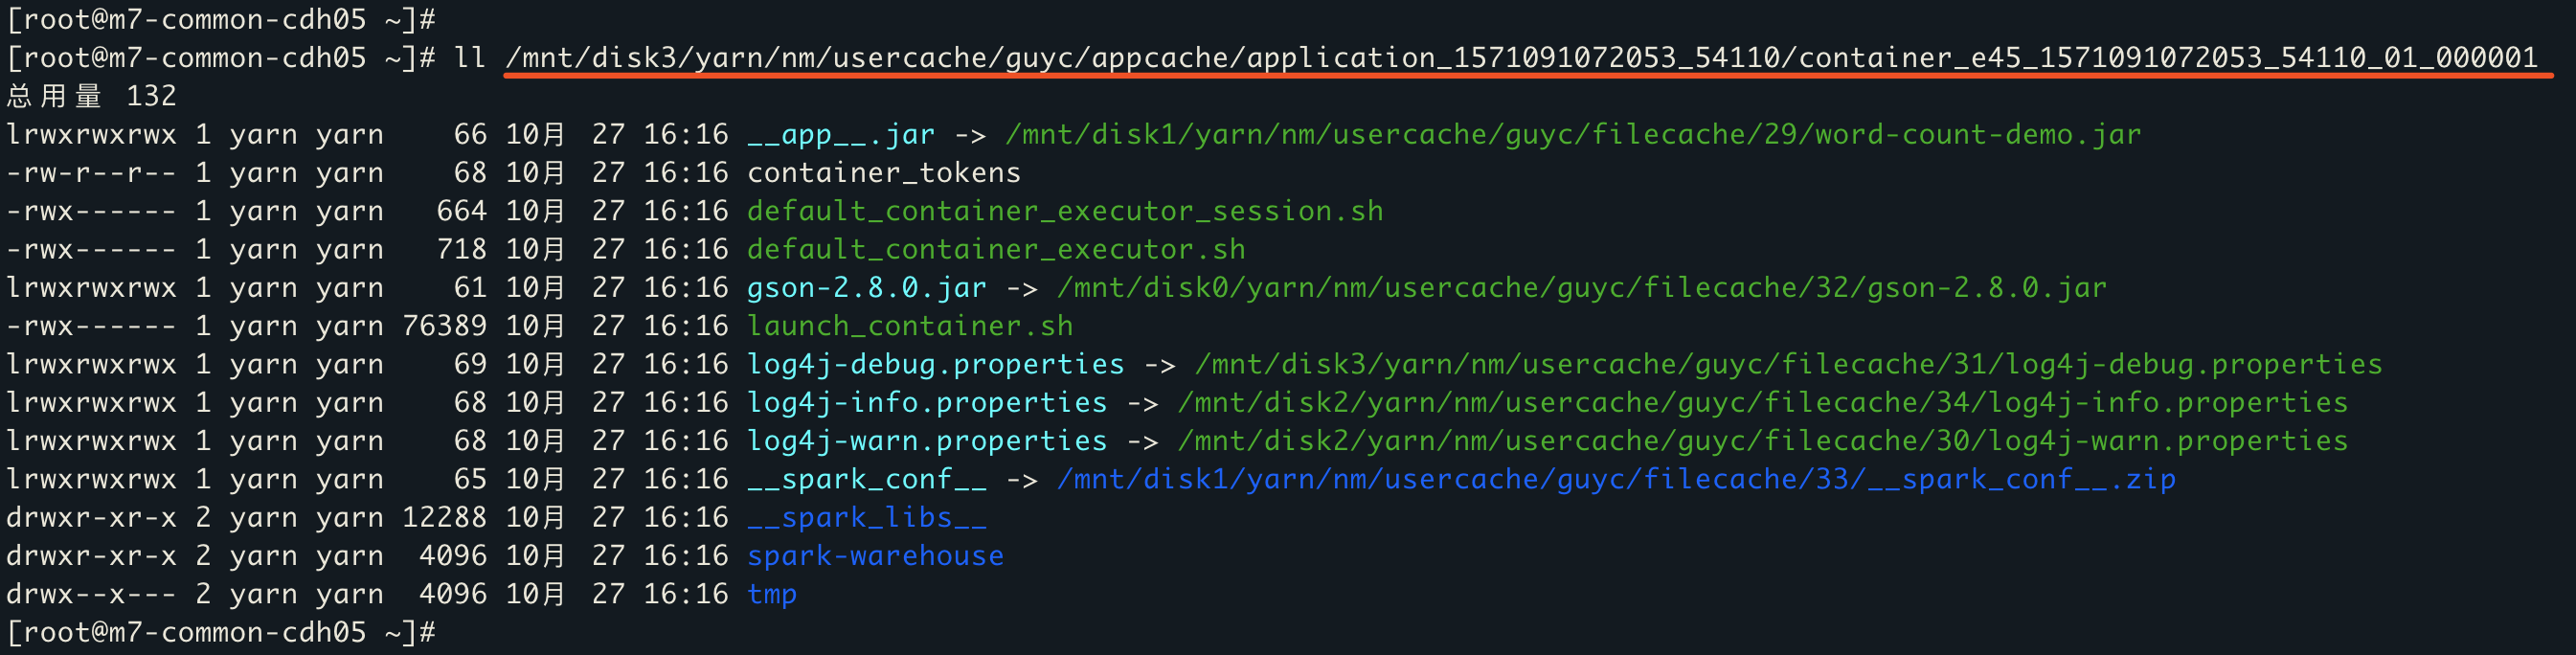 [root@m7-common-cdh05 ~]#
[root@m7-common-cdh05 ~]# ll /mnt/disk3/yarn/nm/usercache/guyc/appcache/application_1571091072053_54110/container_e45_1571091072053_54110_01_000001
总用量 132
lrwxrwxrwx 1 yarn yarn    66 10月  27 16:16 __app__.jar -> /mnt/disk1/yarn/nm/usercache/guyc/filecache/29/word-count-demo.jar
-rw-r--r-- 1 yarn yarn    68 10月  27 16:16 container_tokens
-rwx------ 1 yarn yarn   664 10月  27 16:16 default_container_executor_session.sh
-rwx------ 1 yarn yarn   718 10月  27 16:16 default_container_executor.sh
lrwxrwxrwx 1 yarn yarn    61 10月  27 16:16 gson-2.8.0.jar -> /mnt/disk0/yarn/nm/usercache/guyc/filecache/32/gson-2.8.0.jar
-rwx------ 1 yarn yarn 76389 10月  27 16:16 launch_container.sh
lrwxrwxrwx 1 yarn yarn    69 10月  27 16:16 log4j-debug.properties -> /mnt/disk3/yarn/nm/usercache/guyc/filecache/31/log4j-debug.properties
lrwxrwxrwx 1 yarn yarn    68 10月  27 16:16 log4j-info.properties -> /mnt/disk2/yarn/nm/usercache/guyc/filecache/34/log4j-info.properties
lrwxrwxrwx 1 yarn yarn    68 10月  27 16:16 log4j-warn.properties -> /mnt/disk2/yarn/nm/usercache/guyc/filecache/30/log4j-warn.properties
lrwxrwxrwx 1 yarn yarn    65 10月  27 16:16 __spark_conf__ -> /mnt/disk1/yarn/nm/usercache/guyc/filecache/33/__spark_conf__.zip
drwxr-xr-x 2 yarn yarn 12288 10月  27 16:16 __spark_libs__
drwxr-xr-x 2 yarn yarn  4096 10月  27 16:16 spark-warehouse
drwx--x--- 2 yarn yarn  4096 10月  27 16:16 tmp
[root@m7-common-cdh05 ~]#